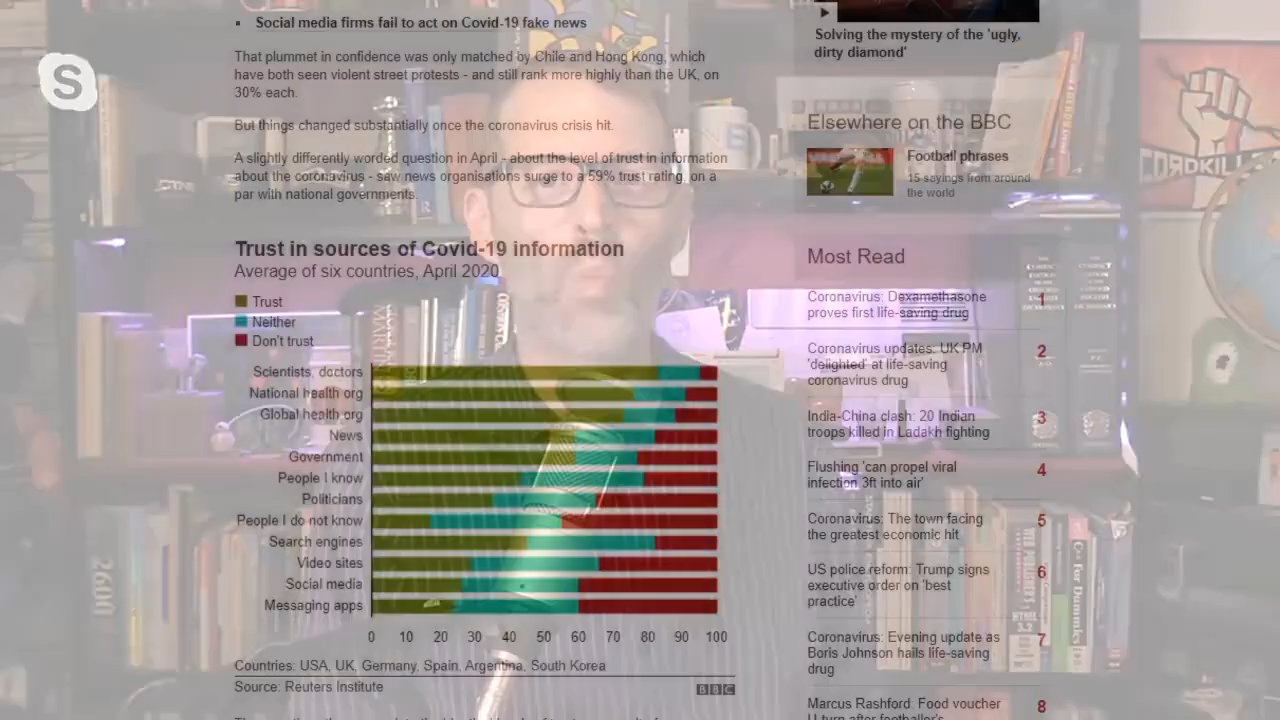 Social media firms fail to act on Covid-19 fake news
That plummet in confidence was only matched by Chile and Hong Kong, which
have both seen violent street protests - and still rank more highly than the UK, on
30% each.
But things changed substantially once the coronavirus crisis hit.
A slightly differently worded question in April - about the level of trust in information
about the coronavirus - saw news organisations surge to a 59% trust rating, on a
par with national governments.
Trust in sources of Covid-19 information
Average of six countries, April 2020
Trust
Neither
Don't trust
Scientists, doctors
National health org
Global health org
News
Government
People I know
Politicians
People I do not know
Search engines
Video sites
Social media
Messaging apps
0 10 20 30 40 50 60 70 80 90 100
Countries: USA, UK, Germany, Spain, Argentina, South Korea
Source: Reuters Institute
BBC
Solving the mystery of the 'ugly,
dirty diamond'
Elsewhere on the BBC
Football phrases
15 sayings from around
the world
Most Read
Coronavirus: Dexamethasone
proves first life-saving drug
1
Coronavirus updates: UK PM
'delighted' at life-saving
coronavirus drug
2
India-China clash: 20 Indian
troops killed in Ladakh fighting
3
Flushing 'can propel viral
infection 3ft into air'
4
Coronavirus: The town facing
the greatest economic hit
5
US police reform: Trump signs
executive order on 'best
practice'
6
Coronavirus: Evening update as
Boris Johnson hails life-saving
drug
7
Marcus Rashford: Food voucher
U-turn after footballer's
8
S
CORDKILL
2600
HTML
3.2
C++ For Dummies